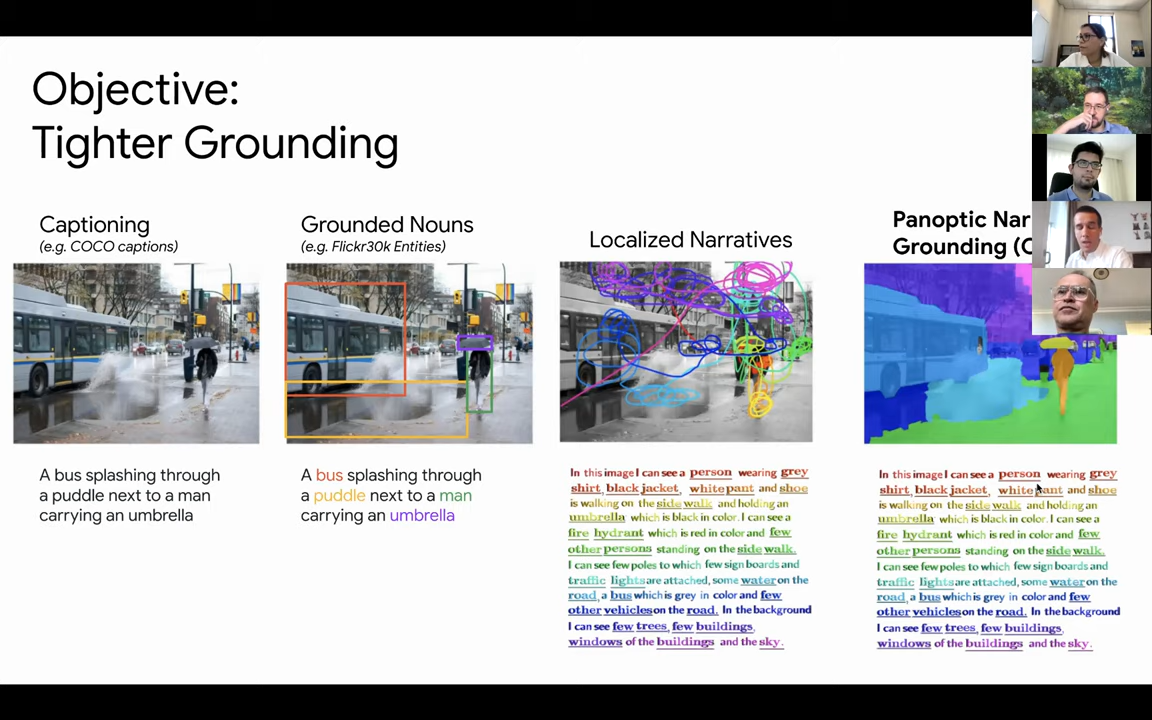 Objective:
Tighter Grounding
Captioning
(e.g. COCO captions)
A bus splashing through
a puddle next to a man
carrying an umbrella
Grounded Nouns
(e.g. Flickr30k Entities)
A bus splashing through
a puddle next to a man
carrying an umbrella
Localized Narratives
In this image I can see a person wearing grey
shirt, black jacket, white pant and shoe
is walking on the side walk and holding an
umbrella which is black in color. I can see a
fire hydrant which is red in color and few
other persons standing on the side walk.
I can see few poles to which few sign boards and
traffic lights are attached, some water on the
road, a bus which is grey in color and few
other vehicles on the road. In the background
I can see few trees, few buildings,
windows of the buildings and the sky.
Panoptic
Grounding
In this image I can see a person wearing grey
shirt, black jacket, white pant and shoe
is walking on the side walk and holding an
umbrella which is black in color. I can see a
fire hydrant which is red in color and few
other persons standing on the side walk.
I can see few poles to which few sign boards and
traffic lights are attached, some water on the
road, a bus which is grey in color and few
other vehicles on the road. In the background
I can see few trees, few buildings,
windows of the buildings and the sky.